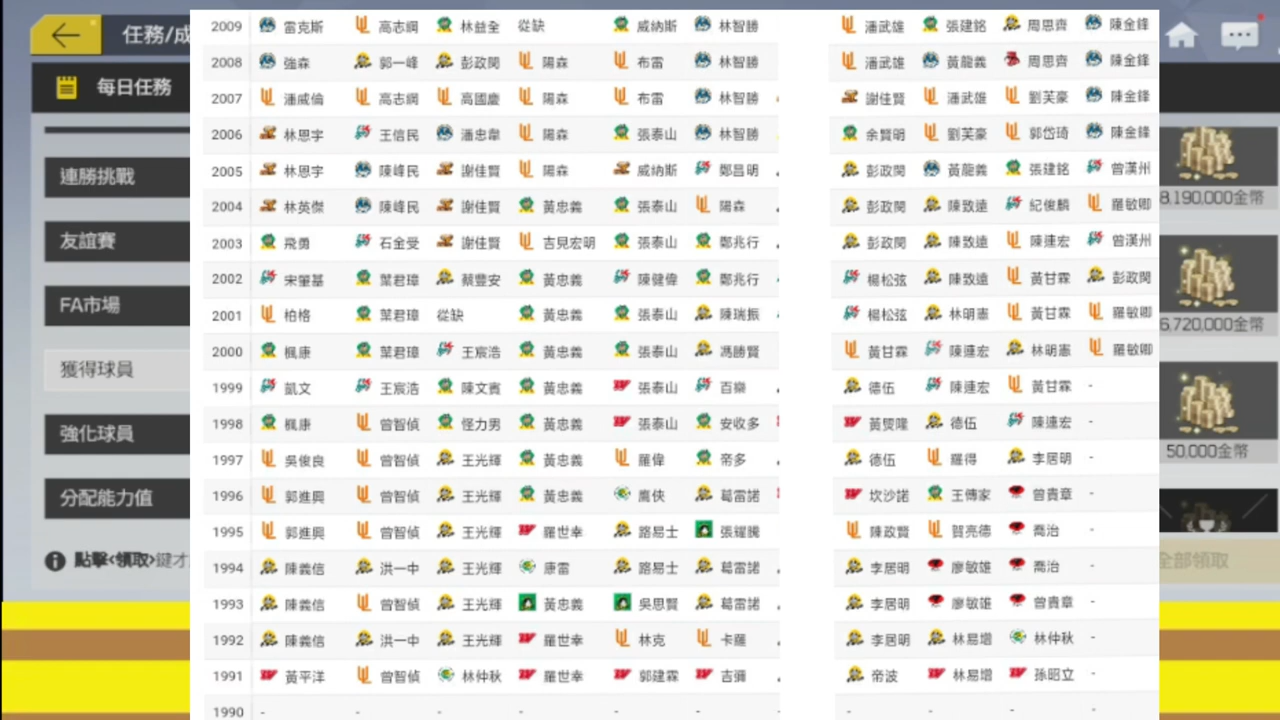 任務/成
每日任務
連勝挑戰
友誼賽
FA市場
獲得球員
強化球員
分配能力值
點擊<領取>鍵才
2009 雷克斯 高志綱 林益全 從缺 威納斯 林智勝 潘武雄 張建銘 周思齊 陳金鋒
2008 強森 郭一峰 彭政閔 陽森 布雷 林智勝 潘武雄 黃龍義 周思齊 陳金鋒
2007 潘威倫 高志綱 高國慶 陽森 布雷 林智勝 謝佳賢 潘武雄 劉芙豪 陳金鋒
2006 林恩宇 王信民 潘忠韋 陽森 張泰山 林智勝 余賢明 劉芙豪 郭岱琦 陳金鋒
2005 林恩宇 陳峰民 謝佳賢 陽森 威納斯 鄭昌明 彭政閔 黃龍義 張建銘 曾漢州
2004 林英傑 陳峰民 謝佳賢 黃忠義 張泰山 陽森 彭政閔 陳致遠 紀俊麟 羅敏卿
2003 飛勇 石金受 謝佳賢 吉見宏明 張泰山 鄭兆行 彭政閔 陳致遠 陳連宏 曾漢州
2002 宋肇基 葉君璋 蔡豐安 黃忠義 陳健偉 鄭兆行 楊松弦 陳致遠 黃甘霖 彭政閔
2001 柏格 葉君璋 從缺 黃忠義 張泰山 陳瑞振 楊松弦 林明憲 黃甘霖 羅敏卿
2000 楓康 葉君璋 王宸浩 黃忠義 張泰山 馮勝賢 黃甘霖 陳連宏 林明憲 羅敏卿
1999 凱文 王宸浩 陳文賓 黃忠義 張泰山 百樂 德伍 陳連宏 黃甘霖 -
1998 楓康 曾智偵 怪力男 黃忠義 張泰山 安收多 黃煚隆 德伍 陳連宏 -
1997 吳俊良 曾智偵 王光輝 黃忠義 羅偉 帝多 德伍 羅得 李居明 -
1996 郭進興 曾智偵 王光輝 黃忠義 鷹俠 葛雷諾 坎沙諾 王傳家 曾貴章 -
1995 郭進興 曾智偵 王光輝 羅世幸 路易士 張耀騰 陳政賢 賀亮德 喬治 -
1994 陳義信 洪一中 王光輝 康雷 路易士 葛雷諾 李居明 廖敏雄 喬治 -
1993 陳義信 曾智偵 王光輝 黃忠義 吳思賢 葛雷諾 李居明 廖敏雄 曾貴章 -
1992 陳義信 洪一中 王光輝 羅世幸 林克 卡羅 李居明 林易增 林仲秋 -
1991 黃平洋 曾智偵 林仲秋 羅世幸 郭建霖 吉彌 帝波 林易增 孫昭立 -
1990 - - - - - - - - - -
8,190,000金幣
6,720,000金幣
50,000金幣
全部領取